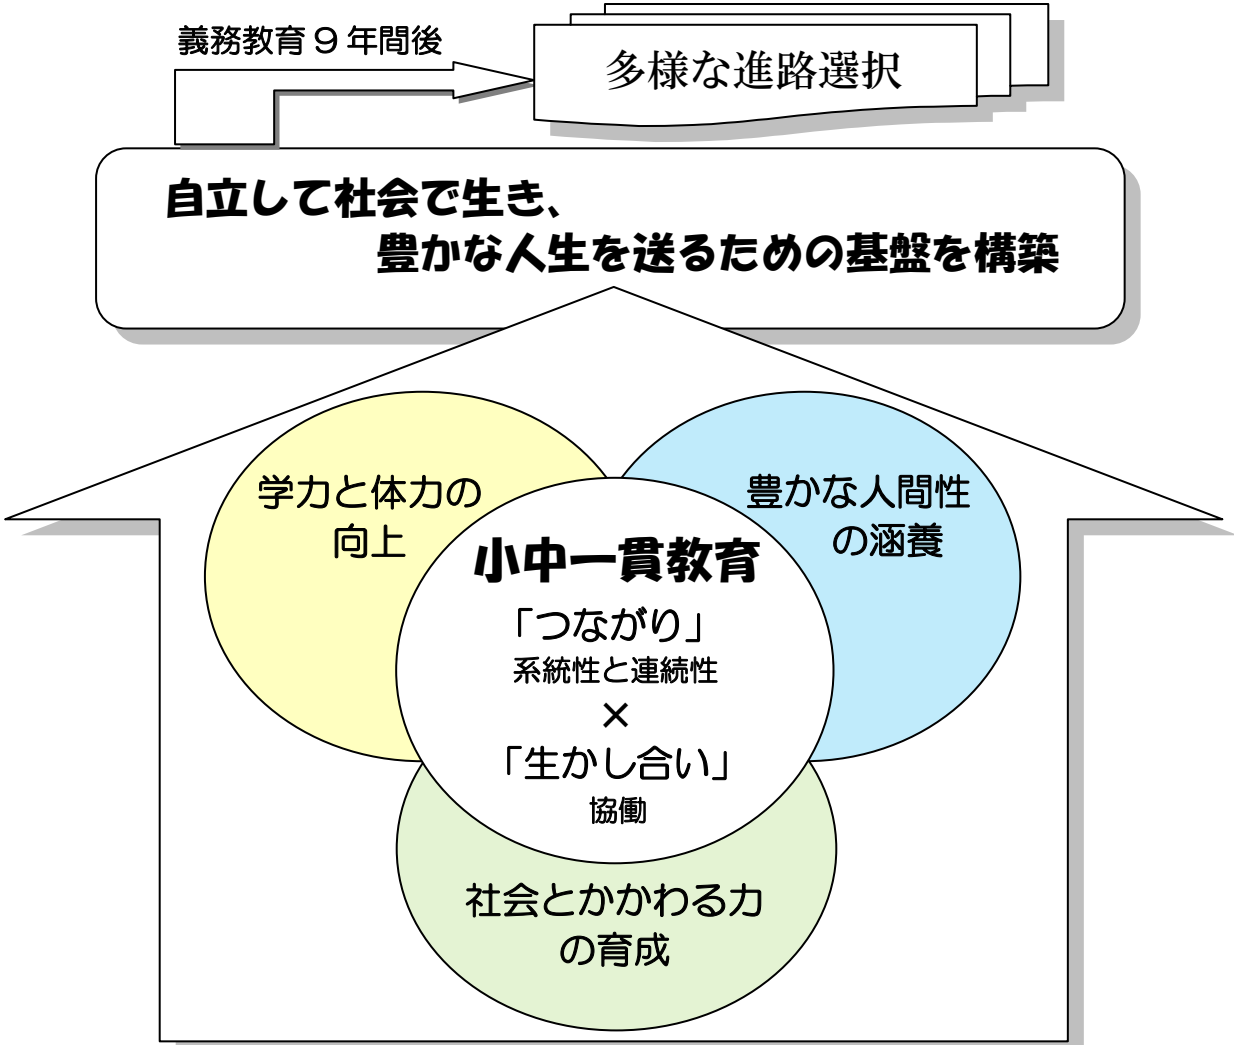 義務教育９年間後
多様な進路選択
自立して社会で生き、
豊かな人生を送るための基盤を構築
学力と体力の
向上
豊かな人間性
の涵養
小中一貫教育
「つながり」
系統性と連続性
×
「生かし合い」
協働
社会とかかわる力
の育成